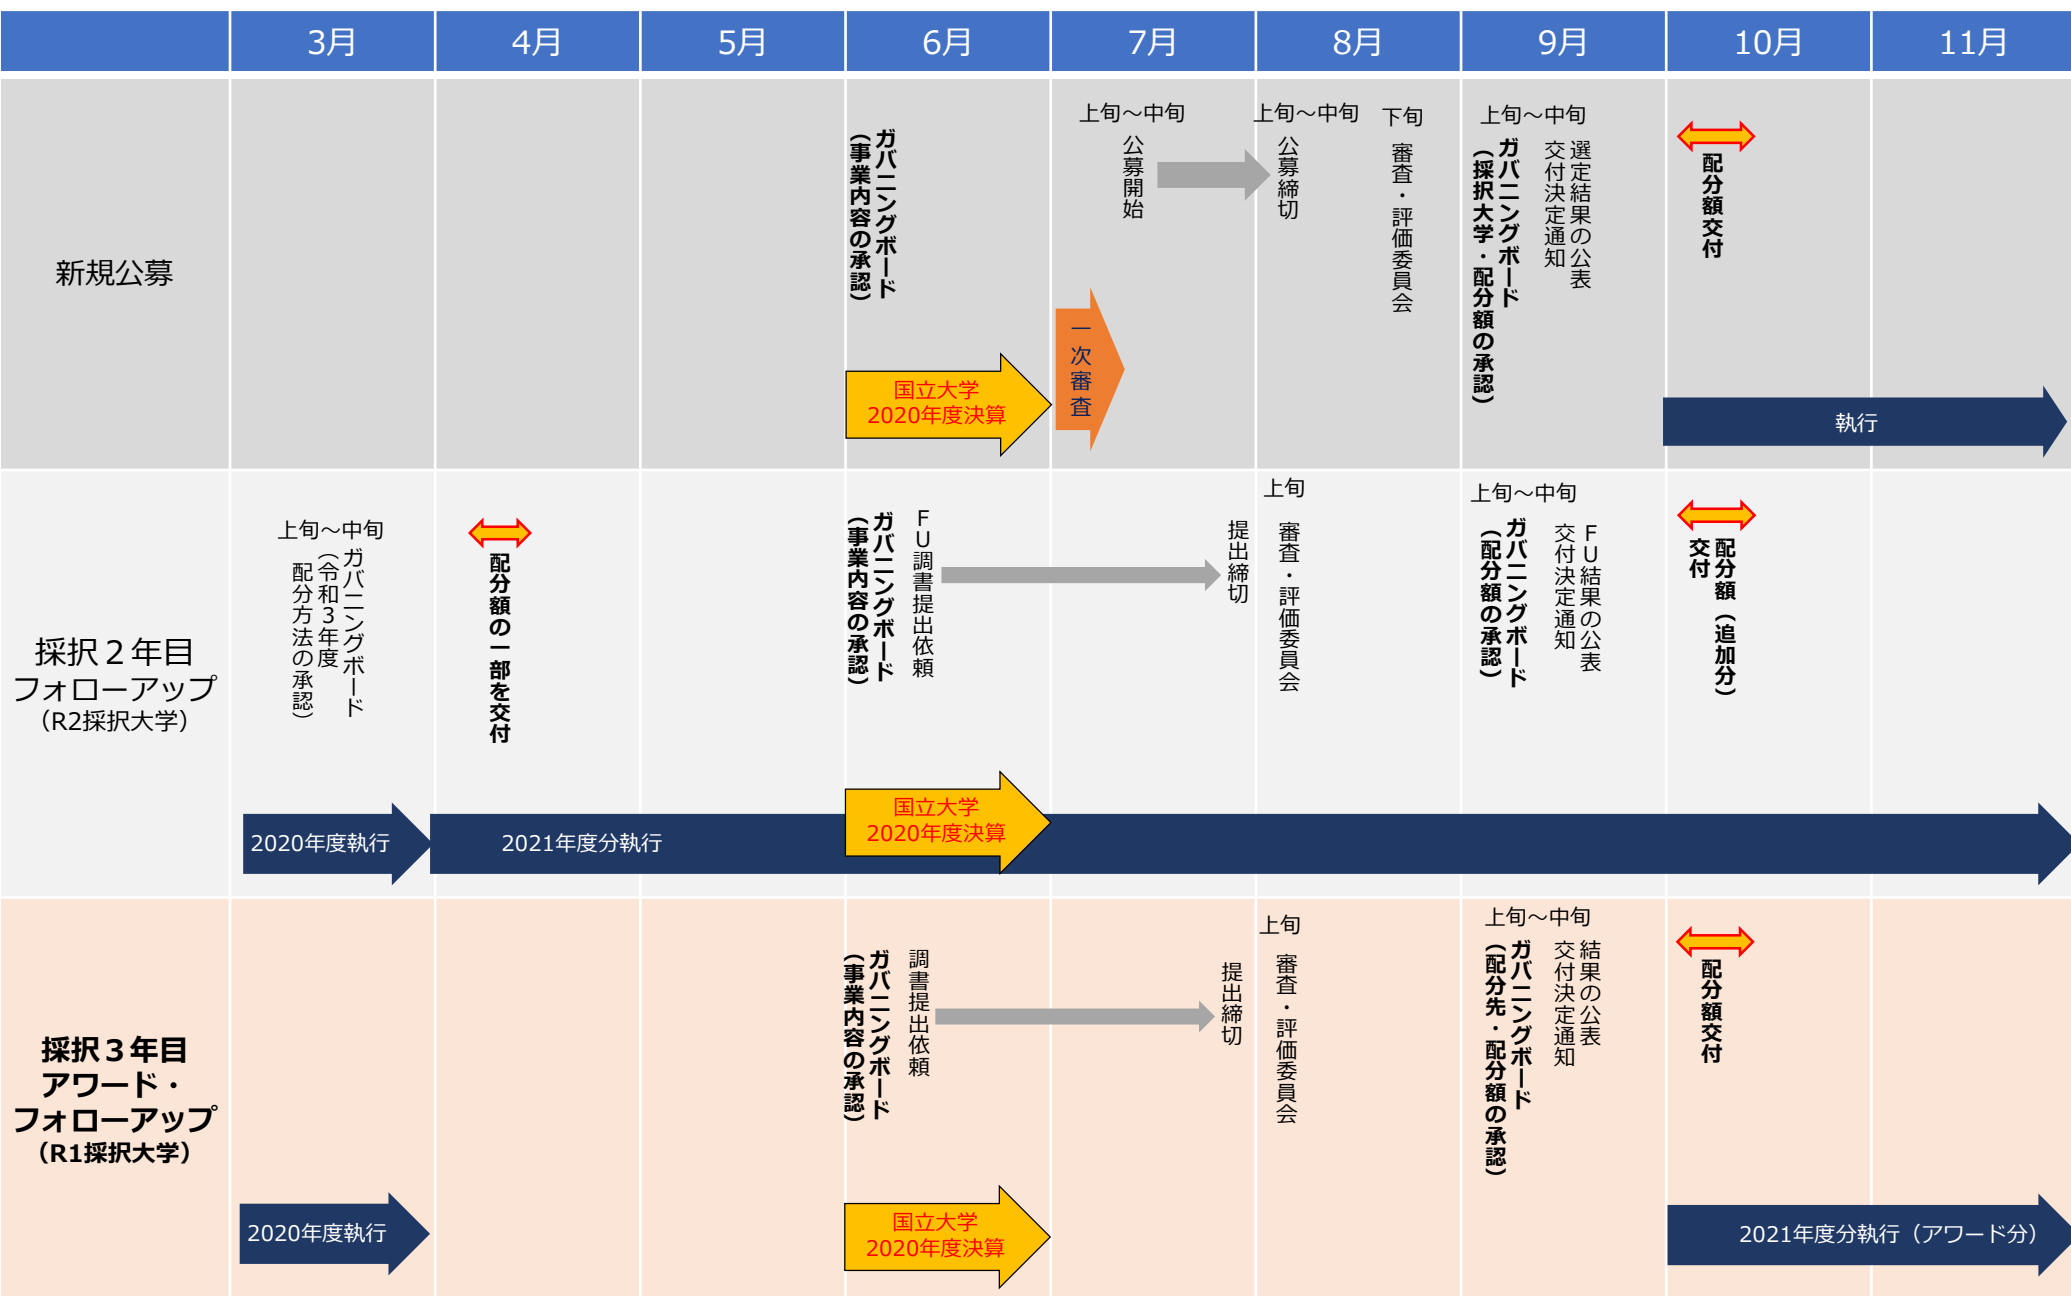 3月
4月
5月
6月
7月
8月
9月
10月
11月
新規公募
ガバニングボード
（事業内容の承認）
国立大学
2020年度決算
上旬～中旬
公募開始
一次審査
上旬～中旬
公募締切
下旬
審査・評価委員会
上旬～中旬
ガバニングボード
（採択大学・配分額の承認）
選定結果の公表
交付決定通知
配分額交付
執行
採択２年目
フォローアップ
（R2採択大学）
上旬～中旬
ガバニングボード
（令和３年度
配分方法の承認）
2020年度執行
配分額の一部を交付
2021年度分執行
ガバニングボード
（事業内容の承認）
ＦＵ調書提出依頼
国立大学
2020年度決算
提出締切
上旬
審査・評価委員会
上旬～中旬
ガバニングボード
（配分額の承認）
ＦＵ結果の公表
交付決定通知
配分額（追加分）
交付
採択３年目
アワード・
フォローアップ
（R1採択大学）
2020年度執行
ガバニングボード
（事業内容の承認）
調書提出依頼
国立大学
2020年度決算
提出締切
上旬
審査・評価委員会
上旬～中旬
ガバニングボード
（配分先・配分額の承認）
結果の公表
交付決定通知
配分額交付
2021年度分執行（アワード分）